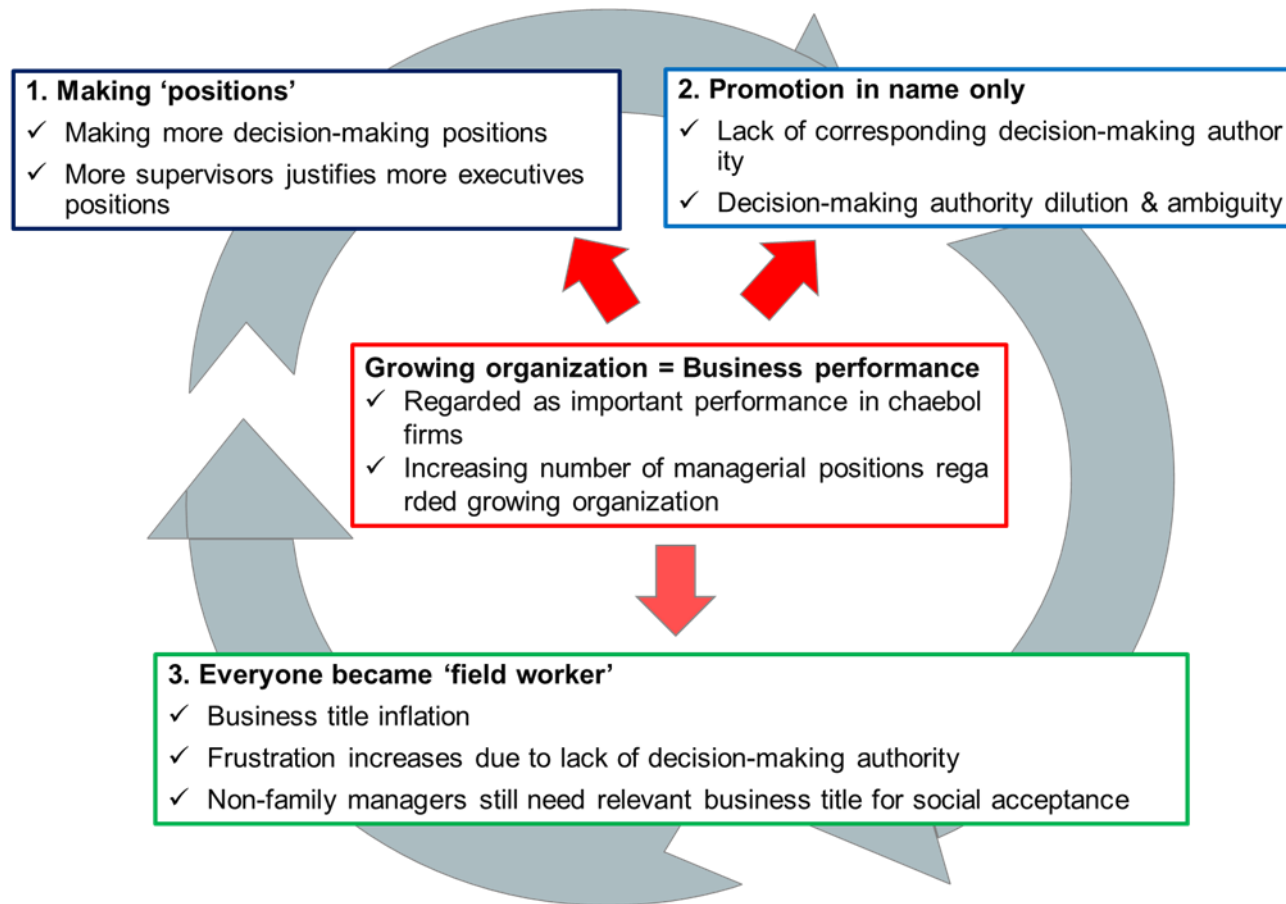 1. Making ‘positions’
✓ Making more decision-making positions
✓ More supervisors justifies more executives
positions
2. Promotion in name only
✓ Lack of corresponding decision-making author
ity
✓ Decision-making authority dilution & ambiguity
Growing organization = Business performance
✓ Regarded as important performance in chaebol
firms
✓ Increasing number of managerial positions rega
rded growing organization
3. Everyone became ‘field worker’
✓ Business title inflation
✓ Frustration increases due to lack of decision-making authority
✓ Non-family managers still need relevant business title for social acceptance